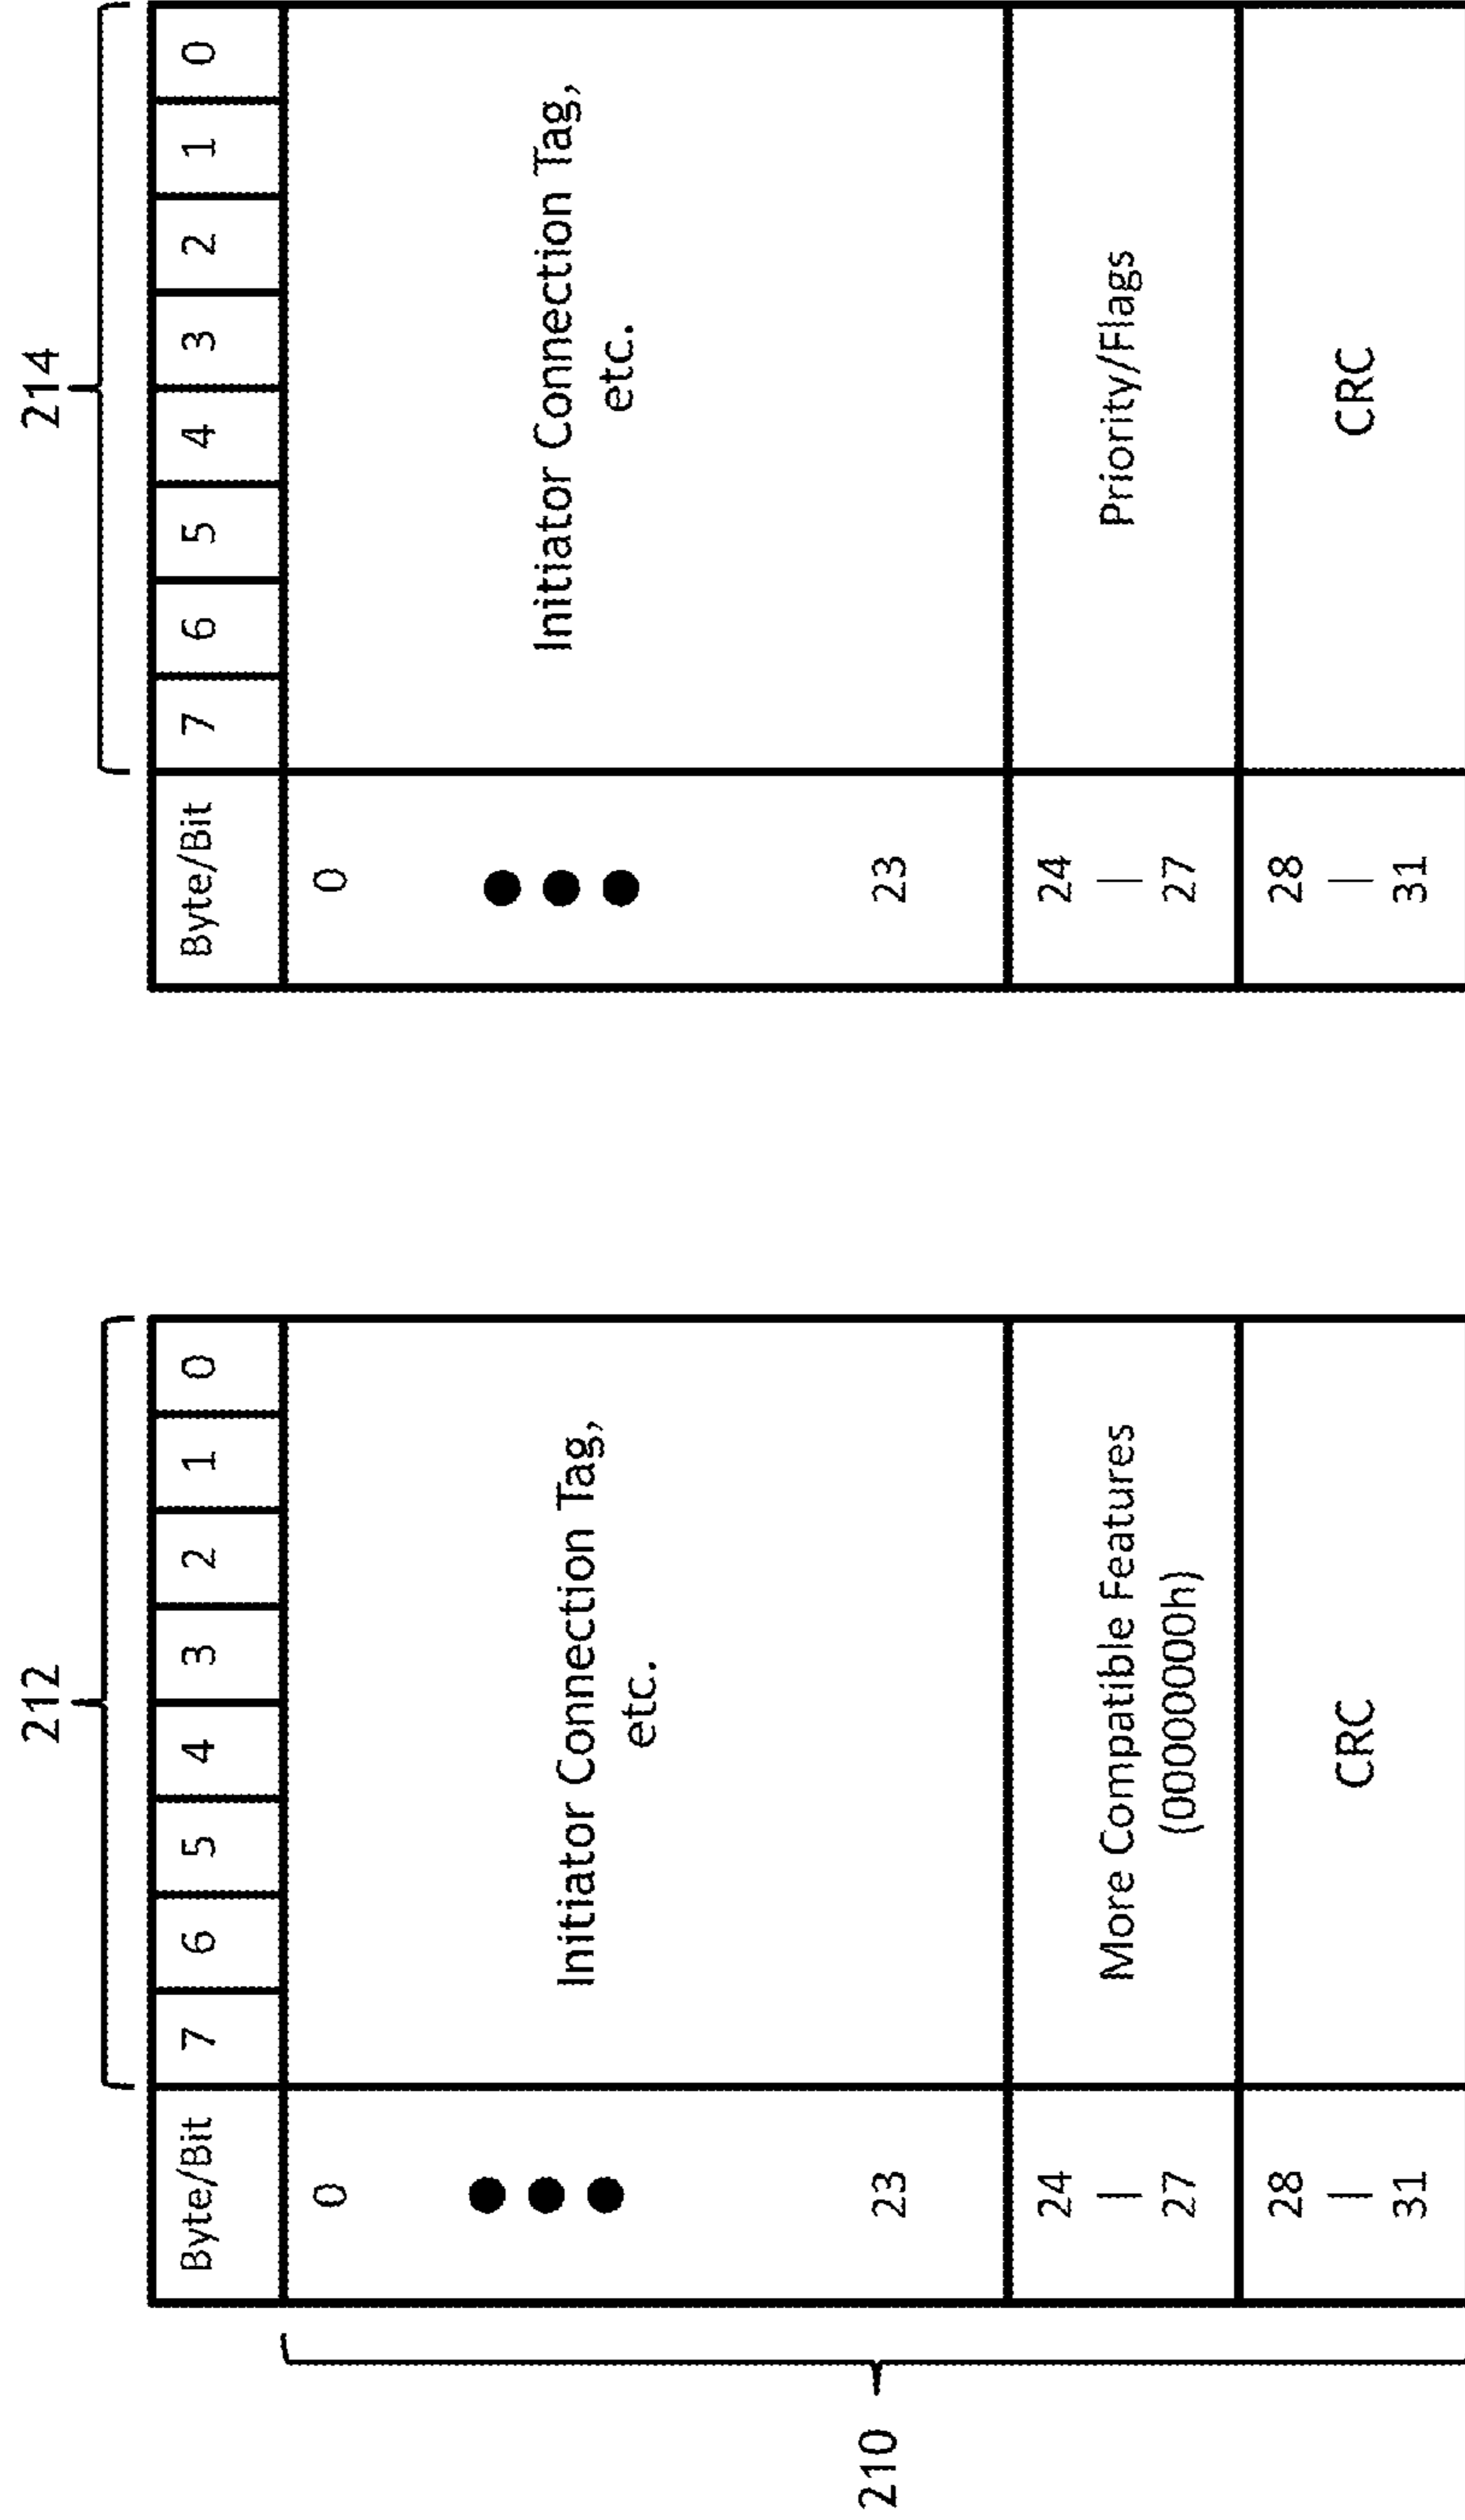 212
Byte/Bit 7 6 5 4 3 2 1 0
0
23
Initiator Connection Tag,
etc.
24
|
27
More Compatible Features
(00000000h)
28
|
31
CRC
210
214
Byte/Bit 7 6 5 4 3 2 1 0
0
23
Initiator Connection Tag,
etc.
24
|
27
Priority/Flags
28
|
31
CRC